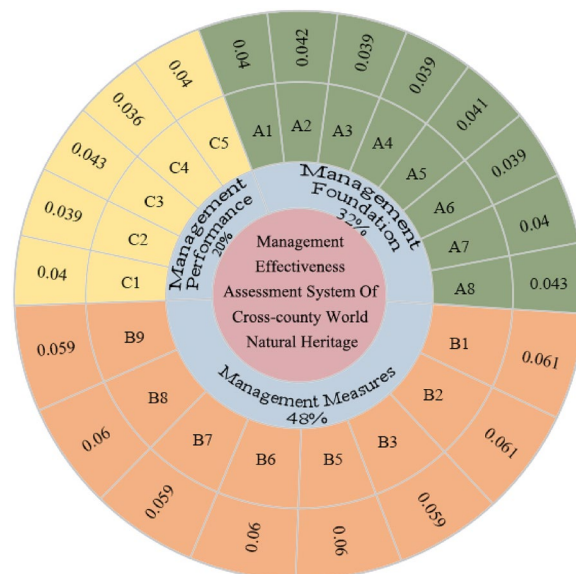 Management
Effectiveness
Assessment System Of
Cross-county World
Natural Heritage
Management
Foundation
32%
Management Measures
48%
Management
Performance
20%
A1
0.04
A2
0.042
A3
0.039
A4
0.039
A5
0.041
A6
0.039
A7
0.04
A8
0.043
B1
0.061
B2
0.061
B3
0.059
B5
0.06
B6
0.06
B7
0.059
B8
0.06
B9
0.059
C1
0.04
C2
0.039
C3
0.043
C4
0.036
C5
0.04